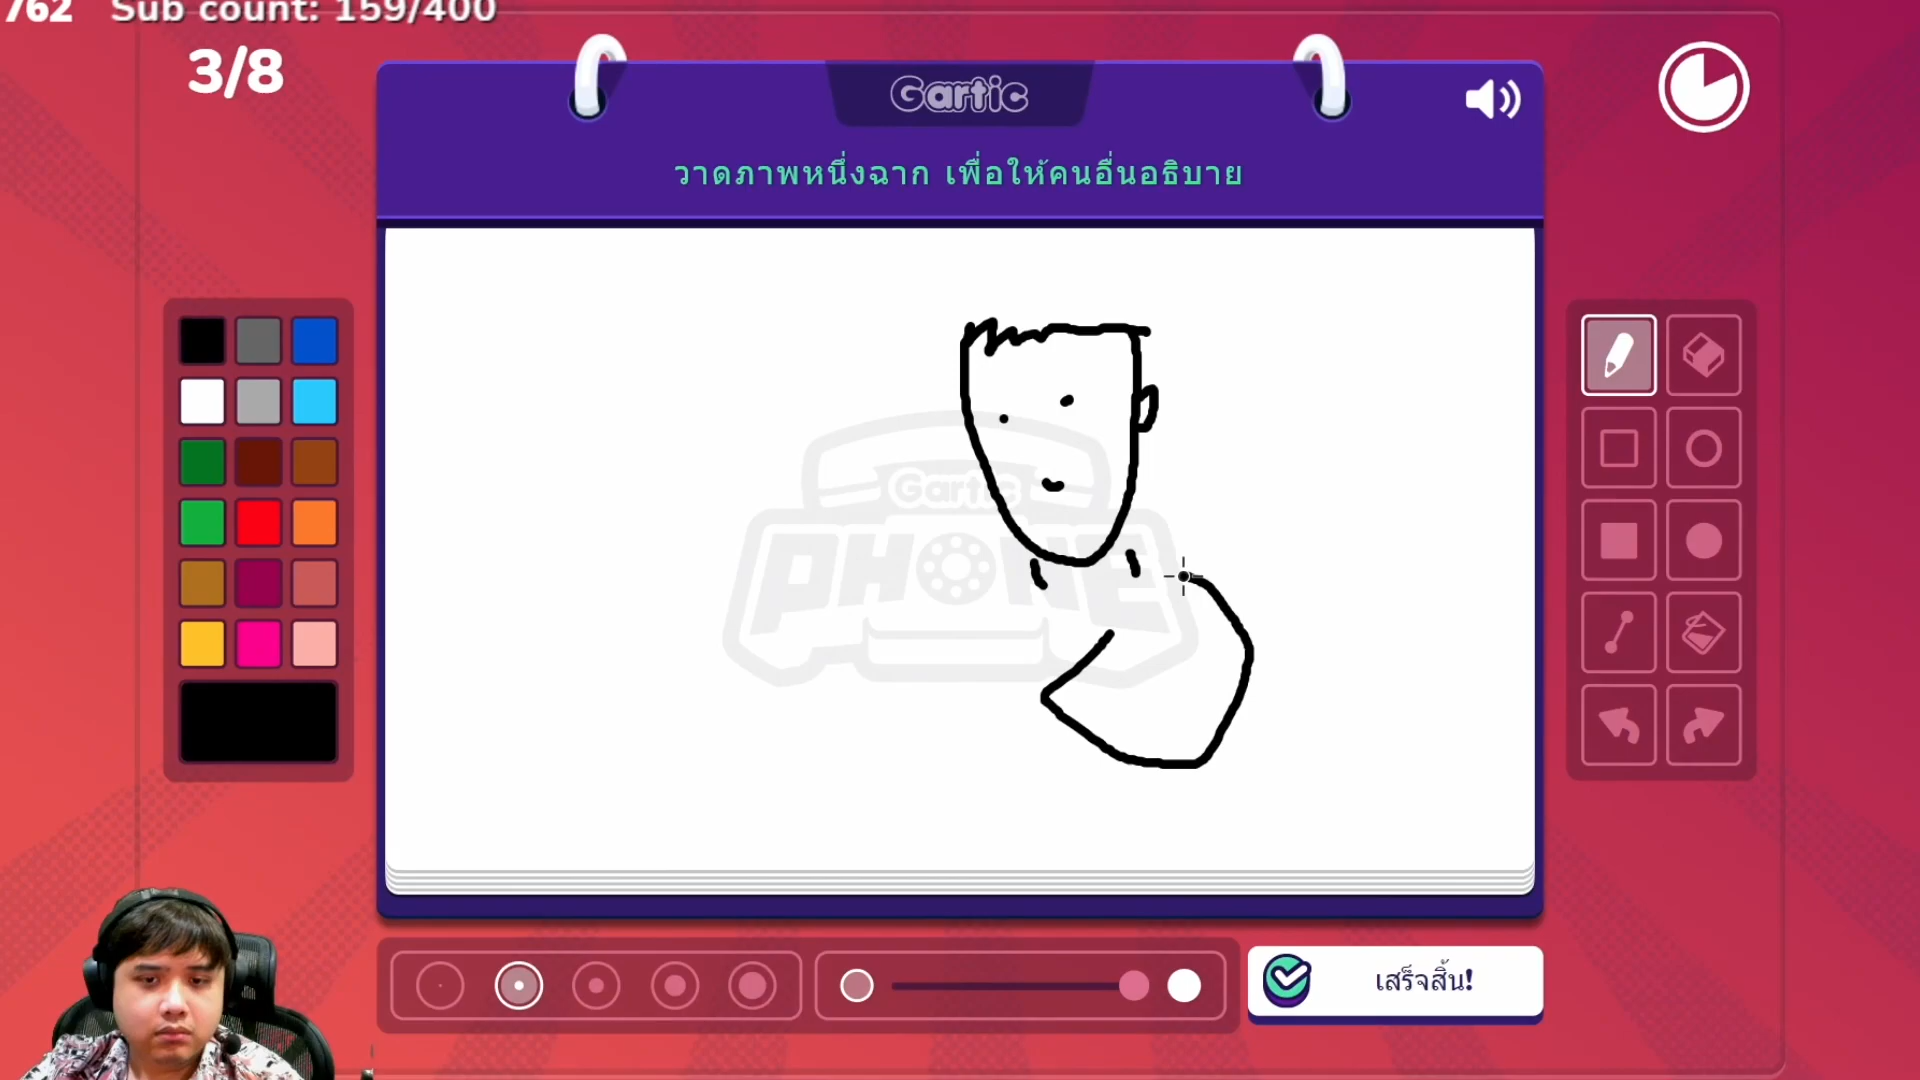 762 Sub count: 159/400
3/8
Gartic
วาดภาพหนึ่งฉาก เพื่อให้คนอื่นอธิบาย
Gartic
PHONE
เสร็จสิ้น!